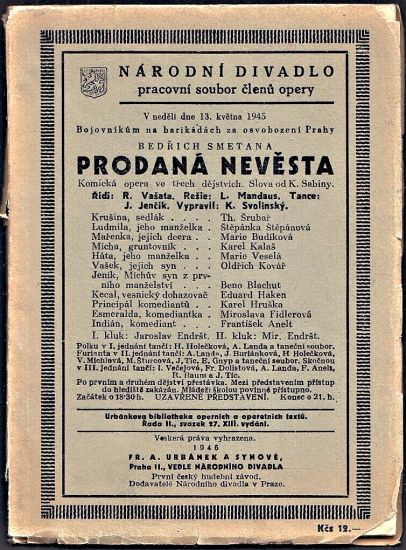 NÁRODNÍ DIVADLO
pracovní soubor členů opery
V neděli dne 13. května 1945
Bojovníkům na barikádách za osvobození Prahy
BEDŘICH SMETANA
PRODANÁ NEVĚSTA
Komická opera ve třech dějstvích. Slova od K. Sabiny.
Řídí: R. Vašata, Režie: L. Mandaus, Tance:
J. Jenčík. Vypravil: K. Svolinský.
Krušina, sedlák . . . Th. Šrubař
Ludmila, jeho manželka . Štěpánka Štěpánová
Mařenka, jejich dcera . . Marie Budíková
Mícha, gruntovník . . . Karel Kalaš
Háta, jeho manželka . . Marie Veselá
Vašek, jejich syn . . . Oldřich Kovář
Jeník, Míchův syn z prv-
ního manželství . . . Beno Blachut
Kecal, vesnický dohazovač Eduard Haken
Principál komediantů . . Karel Hruška
Esmeralda, komediantka . Miroslava Fidlerová
Indián, komediant . . . František Anelt
I. kluk: Jaroslav Endršt. II. kluk: Mir. Endršt.
Polku v I. jednání tančí: H. Holečková, A. Landa a taneční soubor.
Furianta v II. jednání tančí: A. Landa, J. Buriánková, H Holečková,
V. Michlová, M. Šturcová, J. Tic, E. Gnyp a taneční soubor. Skočnou
v III. jednání tančí: I. Večejová, Fr. Dolistová, A. Landa, F. Anelt,
R. Baum a J. Tic.
Po prvním a druhém dějství přestávka. Mezi představením přístup
do hlediště zakázán. Mládeži školou povinné přístupno.
Začátek o 18·30 h. UZAVŘENÉ PŘEDSTAVENÍ. Konec o 21 h.
Urbánkova bibliotheka operních a operetních textů.
Řada II., svazek 27. XIII. vydání.
Veškerá práva vyhrazena.
1946
FR. A. URBÁNEK A SYNOVÉ,
Praha II., VEDLE NÁRODNÍHO DIVADLA
První český hudební závod.
Dodavatelé Národního divadla v Praze.
Kčs 12.—